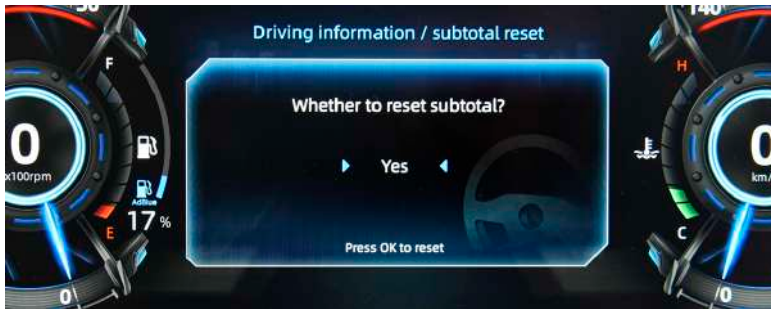 Driving information / subtotal reset
140
F
H
Whether to reset subtotal?
0
x100rpm
Yes
0
km/
AdBlue
17 %
E
C
Press OK to reset
0
0